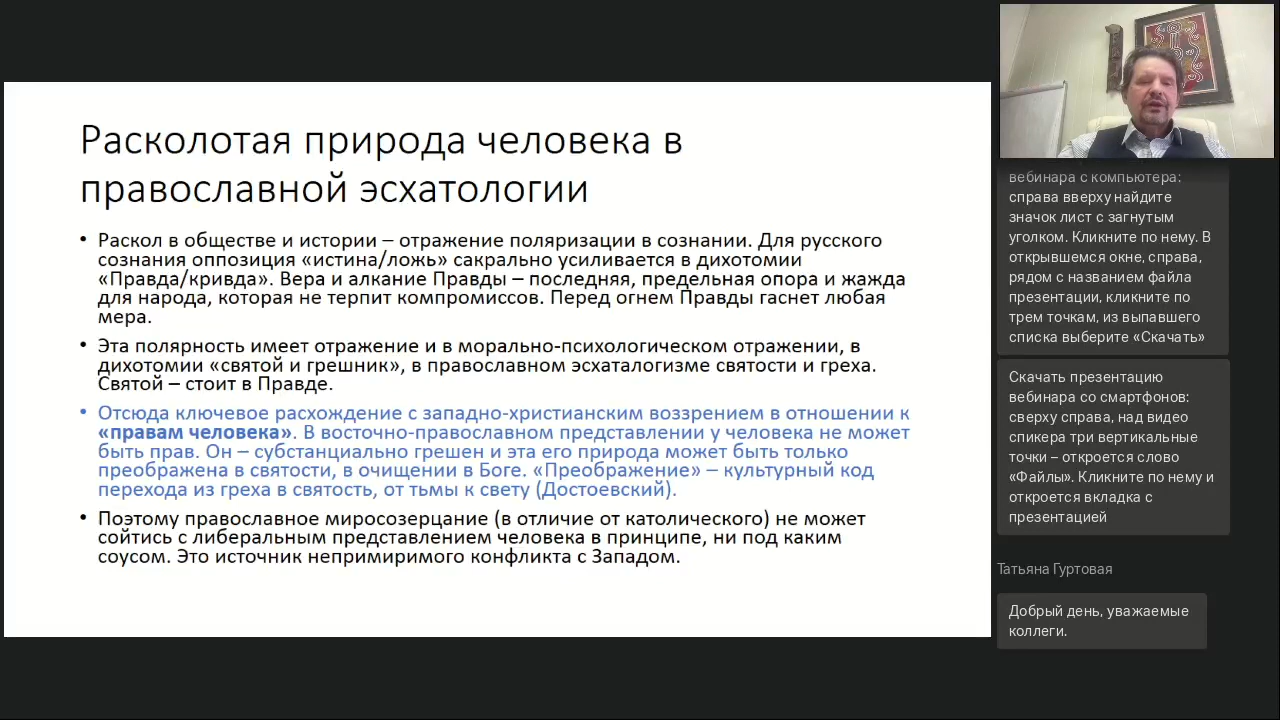 Расколотая природа человека в
православной эсхатологии
• Раскол в обществе и истории – отражение поляризации в сознании. Для русского
сознания оппозиция «истина/ложь» сакрально усиливается в дихотомии
«Правда/кривда». Вера и алкание Правды – последняя, предельная опора и жажда
для народа, которая не терпит компромиссов. Перед огнем Правды гаснет любая
мера.
• Эта полярность имеет отражение и в морально-психологическом отражении, в
дихотомии «святой и грешник», в православном эсхаталогизме святости и греха.
Святой – стоит в Правде.
• Отсюда ключевое расхождение с западно-христианским воззрением в отношении к
«правам человека». В восточно-православном представлении у человека не может
быть прав. Он – субстанциально грешен и эта его природа может быть только
преображена в святости, в очищении в Боге. «Преображение» – культурный код
перехода из греха в святость, от тьмы к свету (Достоевский).
• Поэтому православное миросозерцание (в отличие от католического) не может
сойтись с либеральным представлением человека в принципе, ни под каким
соусом. Это источник непримиримого конфликта с Западом.
вебинара с компьютера:
справа вверху найдите
значок лист с загнутым
уголком. Кликните по нему. В
открывшемся окне, справа,
рядом с названием файла
презентации, кликните по
трем точкам, из выпавшего
списка выберите «Скачать»
Скачать презентацию
вебинара со смартфонов:
сверху справа, над видео
спикера три вертикальные
точки – откроется слово
«Файлы». Кликните по нему и
откроется вкладка с
презентацией
Татьяна Гуртовая
Добрый день, уважаемые
коллеги.